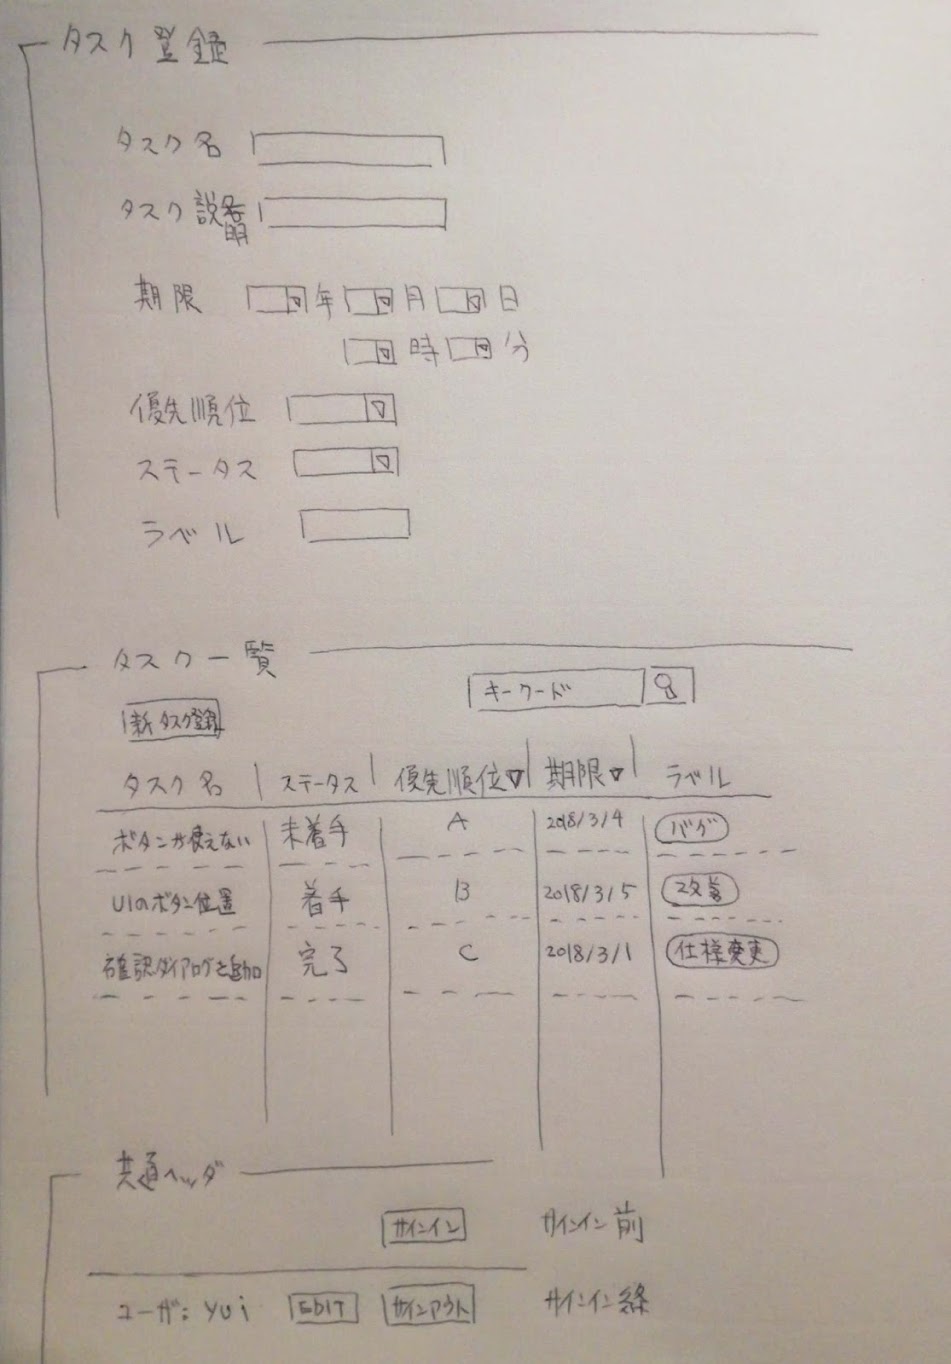 タスク登録
タスク名
タスク説明
期限 年 月 日
時 分
優先順位 ▽
ステータス ▽
ラベル
タスク一覧
キーワード
新タスク登録
タスク名 ステータス 優先順位▽ 期限▽ ラベル
ボタンが使えない 未着手 A 2018/3/4 バグ
UIのボタン位置 着手 B 2018/3/5 改善
確認ダイアログを追加 完了 C 2018/3/1 仕様変更
共通ヘッダ
サインイン サインイン前
ユーザ: yui EDIT サインアウト サインイン後